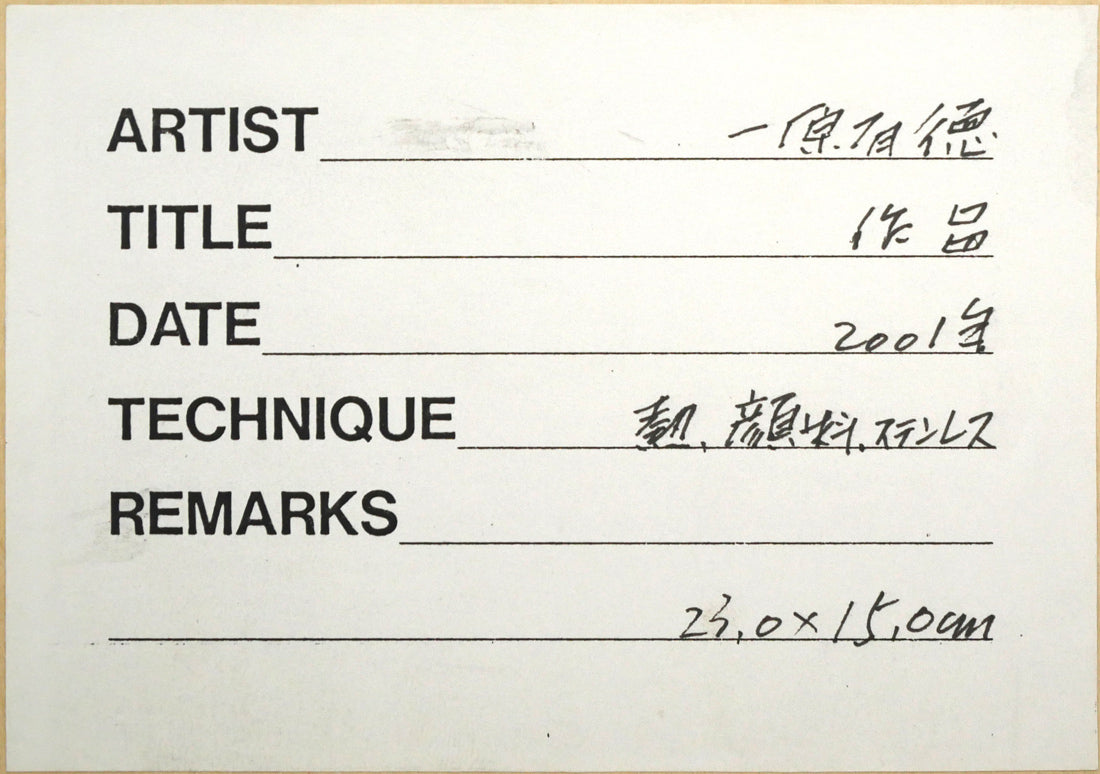 ARTIST 一原有徳
TITLE 作品
DATE 2001年
TECHNIQUE 熱、顔料、ステンレス
REMARKS
23.0×15.0cm